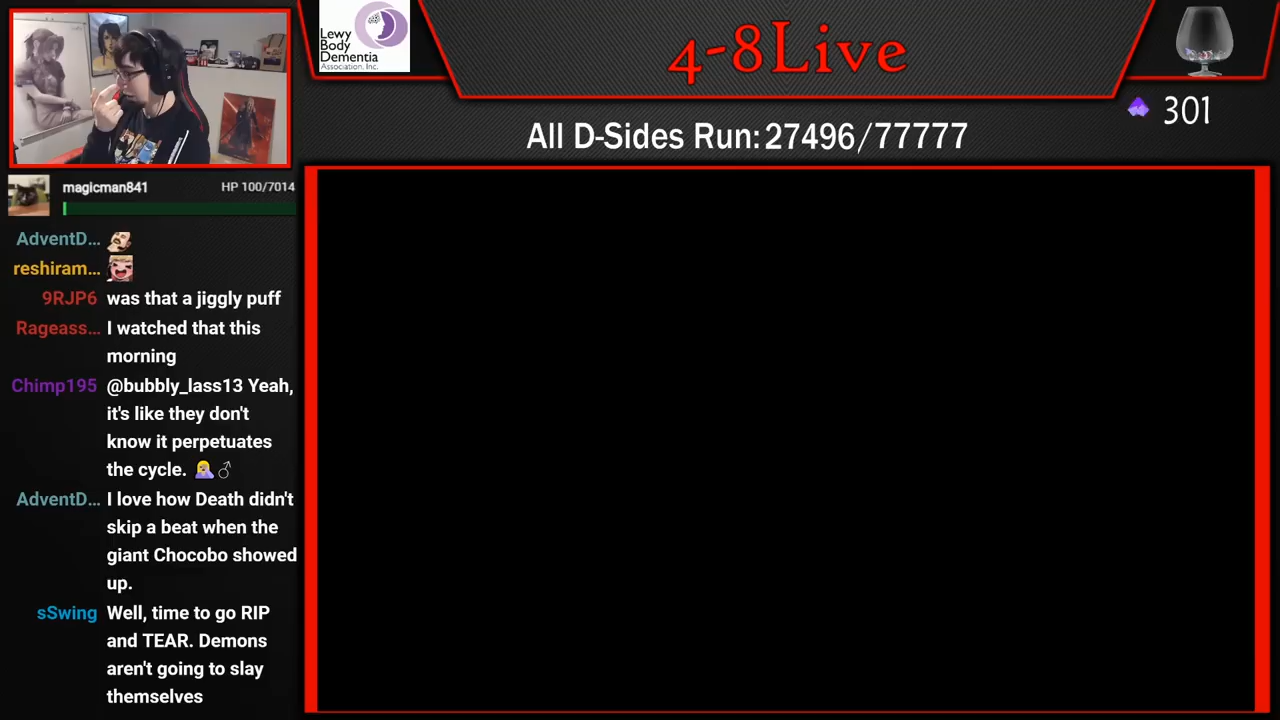 Lewy
Body
Dementia
Association, Inc.
4-8Live
301
All D-Sides Run:27496/77777
magicman841 HP 100/7014
AdventD...
reshiram...
9RJP6 was that a jiggly puff
Rageass... I watched that this
morning
Chimp195 @bubbly_lass13 Yeah,
it's like they don't
know it perpetuates
the cycle. 🤦‍♂
AdventD... I love how Death didn't
skip a beat when the
giant Chocobo showed
up.
sSwing Well, time to go RIP
and TEAR. Demons
aren't going to slay
themselves